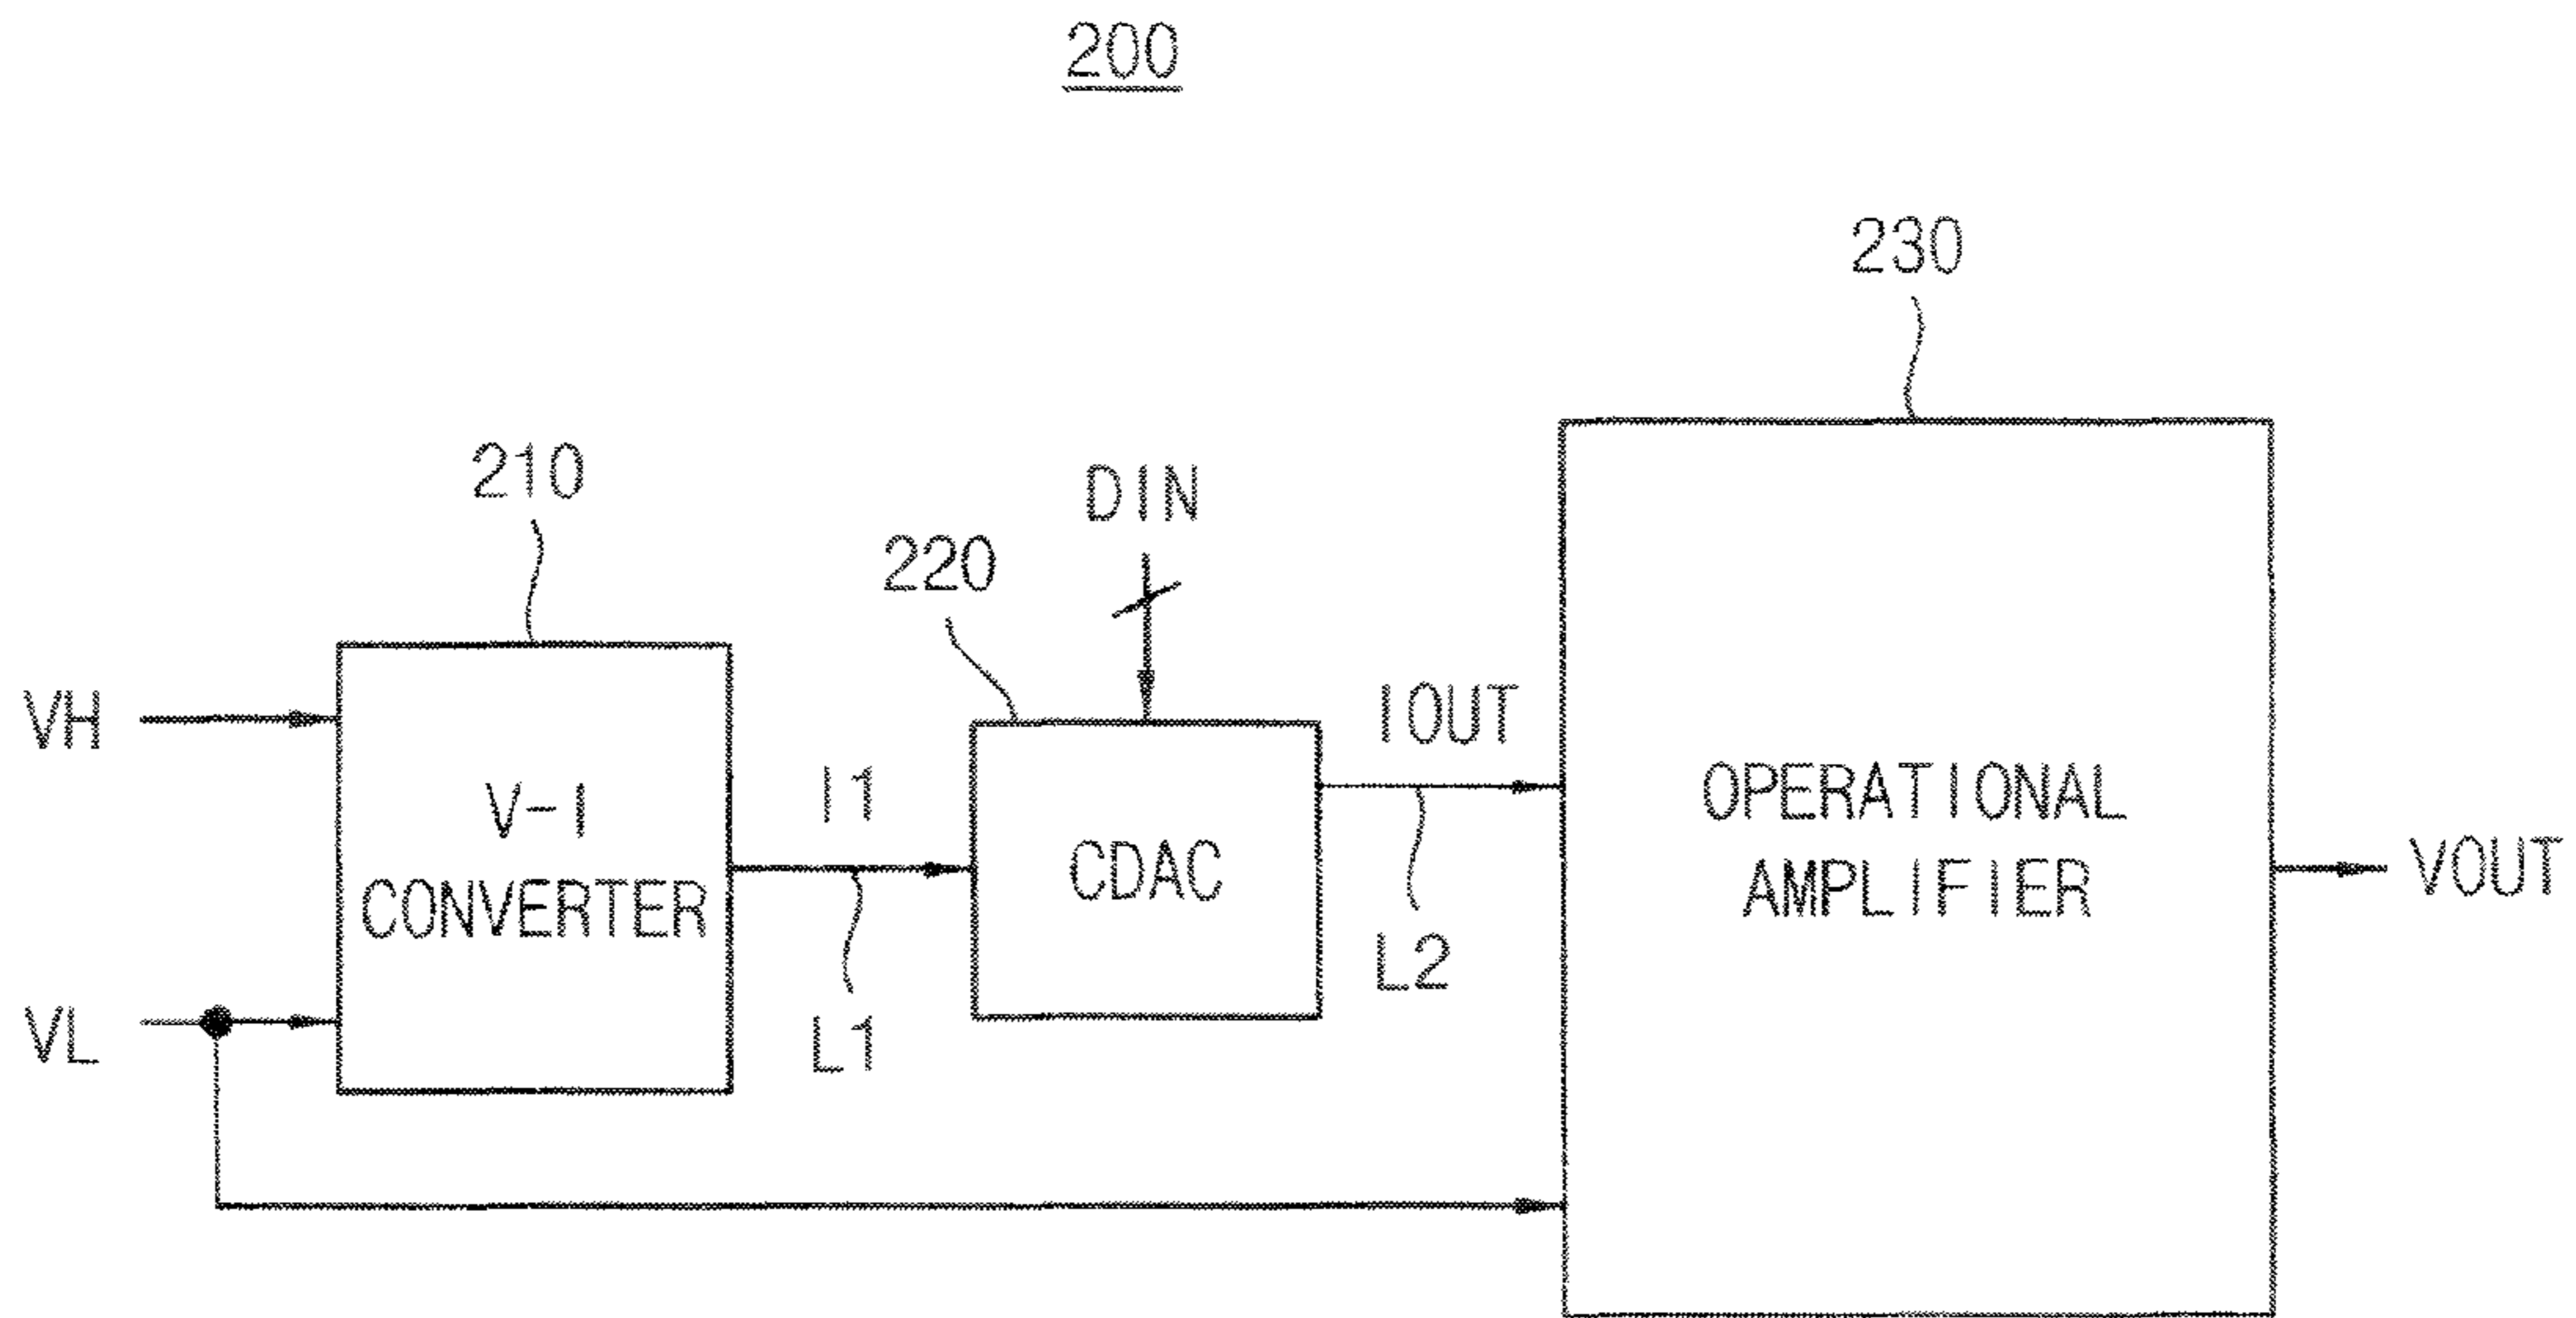 200
230
210
DIN
220
VH
IOUT
V-I
CONVERTER
I1
CDAC
OPERATIONAL
AMPLIFIER
VOUT
L2
VL
L1